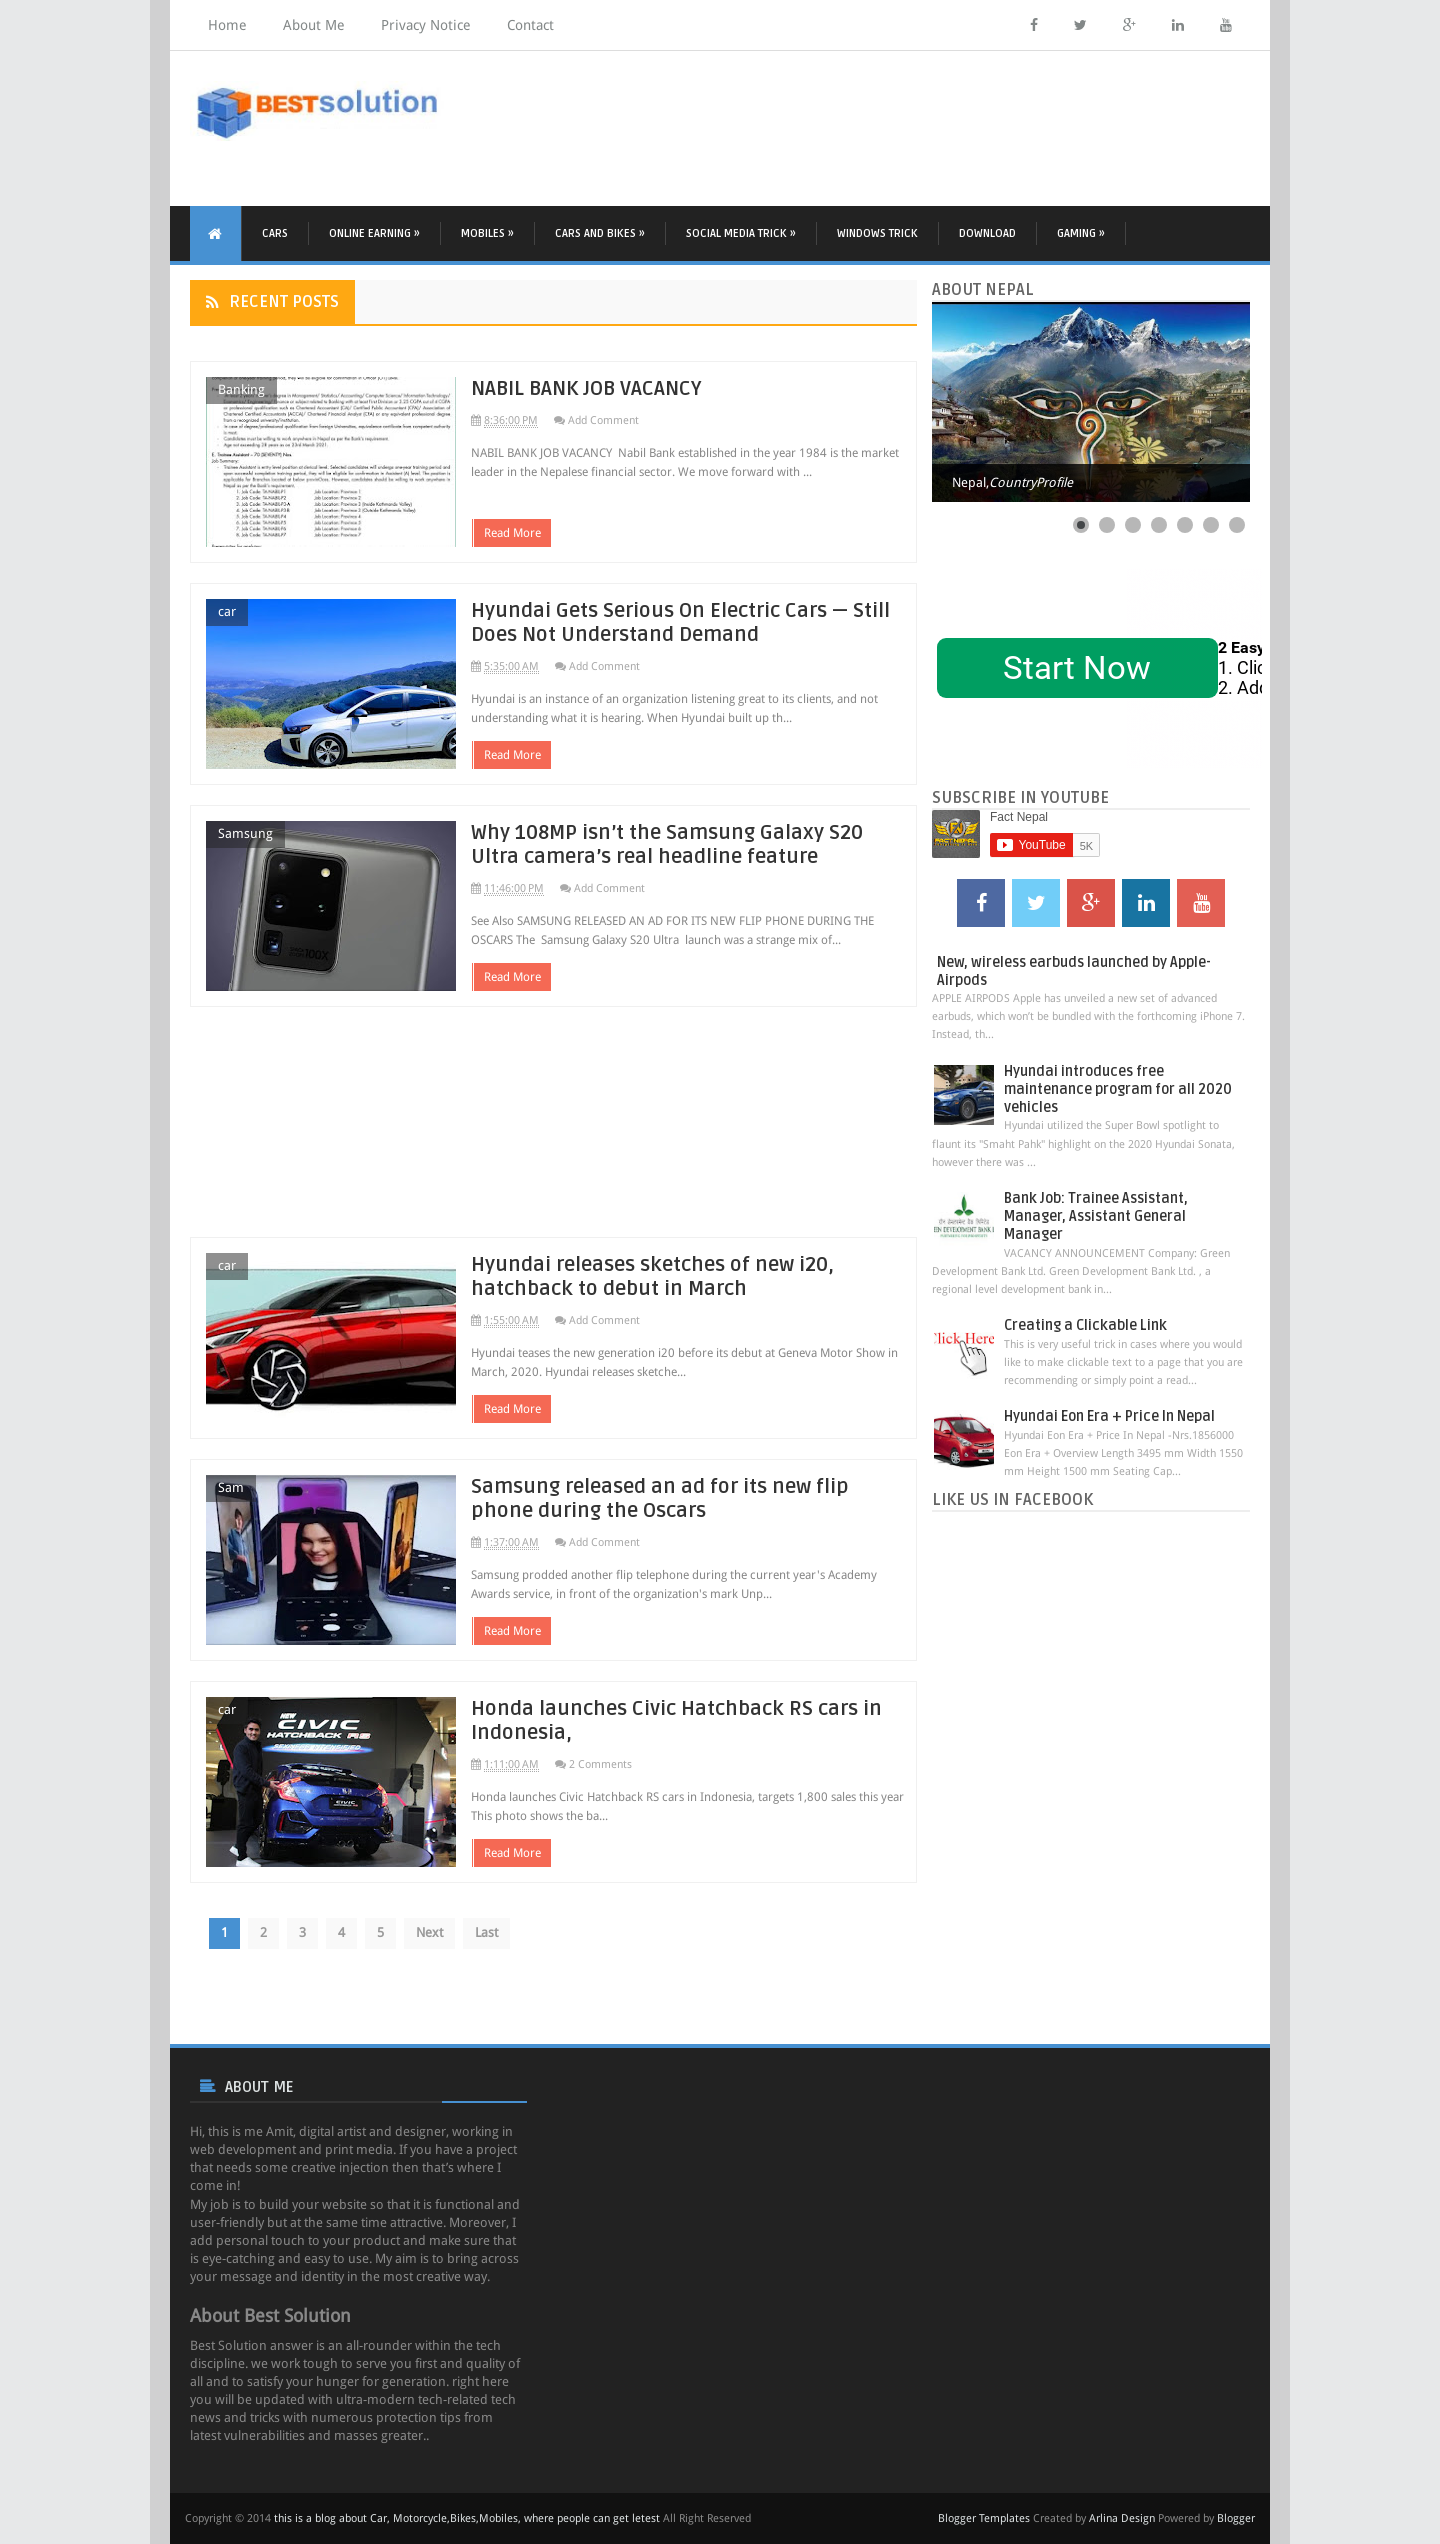 Home About Me Privacy Notice Contact
BESTsolution
CARS ONLINE EARNING » MOBILES » CARS AND BIKES » SOCIAL MEDIA TRICK » WINDOWS TRICK DOWNLOAD GAMING »
RECENT POSTS
Banking
NABIL BANK JOB VACANCY
8:36:00 PM Add Comment
NABIL BANK JOB VACANCY Nabil Bank established in the year 1984 is the market
leader in the Nepalese financial sector. We move forward with ...
Read More
car
Hyundai Gets Serious On Electric Cars — Still
Does Not Understand Demand
5:35:00 AM Add Comment
Hyundai is an instance of an organization listening great to its clients, and not
understanding what it is hearing. When Hyundai built up th...
Read More
Samsung
Why 108MP isn’t the Samsung Galaxy S20
Ultra camera’s real headline feature
11:46:00 PM Add Comment
See Also SAMSUNG RELEASED AN AD FOR ITS NEW FLIP PHONE DURING THE
OSCARS The Samsung Galaxy S20 Ultra launch was a strange mix of...
Read More
car
Hyundai releases sketches of new i20,
hatchback to debut in March
1:55:00 AM Add Comment
Hyundai teases the new generation i20 before its debut at Geneva Motor Show in
March, 2020. Hyundai releases sketche...
Read More
Sam
Samsung released an ad for its new flip
phone during the Oscars
1:37:00 AM Add Comment
Samsung prodded another flip telephone during the current year's Academy
Awards service, in front of the organization's mark Unp...
Read More
car
NEW CIVIC
HATCHBACK RS
CIVIC
Honda launches Civic Hatchback RS cars in
Indonesia,
1:11:00 AM 2 Comments
Honda launches Civic Hatchback RS cars in Indonesia, targets 1,800 sales this year
This photo shows the ba...
Read More
1 2 3 4 5 Next Last
ABOUT NEPAL
Nepal,CountryProfile
Start Now
2 Easy
1. Clic
2. Add
SUBSCRIBE IN YOUTUBE
Fact Nepal
YouTube 5K
New, wireless earbuds launched by Apple-
Airpods
APPLE AIRPODS Apple has unveiled a new set of advanced
earbuds, which won’t be bundled with the forthcoming iPhone 7.
Instead, th...
Hyundai introduces free
maintenance program for all 2020
vehicles
Hyundai utilized the Super Bowl spotlight to
flaunt its "Smaht Pahk" highlight on the 2020 Hyundai Sonata,
however there was ...
Bank Job: Trainee Assistant,
Manager, Assistant General
Manager
VACANCY ANNOUNCEMENT Company: Green
Development Bank Ltd. Green Development Bank Ltd. , a
regional level development bank in...
Click Here
Creating a Clickable Link
This is very useful trick in cases where you would
like to make clickable text to a page that you are
recommending or simply point a read...
Hyundai Eon Era + Price In Nepal
Hyundai Eon Era + Price In Nepal -Nrs.1856000
Eon Era + Overview Length 3495 mm Width 1550
mm Height 1500 mm Seating Cap...
LIKE US IN FACEBOOK
ABOUT ME
Hi, this is me Amit, digital artist and designer, working in
web development and print media. If you have a project
that needs some creative injection then that’s where I
come in!
My job is to build your website so that it is functional and
user-friendly but at the same time attractive. Moreover, I
add personal touch to your product and make sure that
is eye-catching and easy to use. My aim is to bring across
your message and identity in the most creative way.
About Best Solution
Best Solution answer is an all-rounder within the tech
discipline. we work tough to serve you first and quality of
all and to satisfy your hunger for generation. right here
you will be updated with ultra-modern tech-related tech
news and tricks with numerous protection tips from
latest vulnerabilities and masses greater..
Copyright © 2014 this is a blog about Car, Motorcycle,Bikes,Mobiles, where people can get letest All Right Reserved
Blogger Templates Created by Arlina Design Powered by Blogger